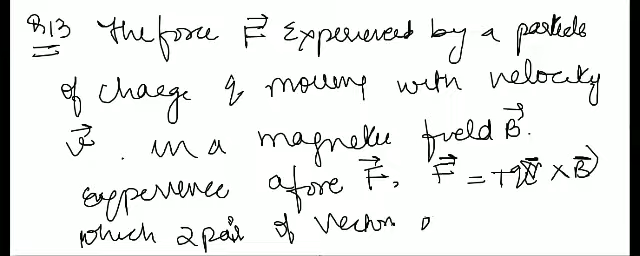 Q13 The force F⃗ Experienced by a particle
of charge q moving with velocity
v⃗ . in a magnetic field B⃗.
experience a force F⃗, F⃗ = +q(v⃗ × B⃗)
which 2 pair of vector